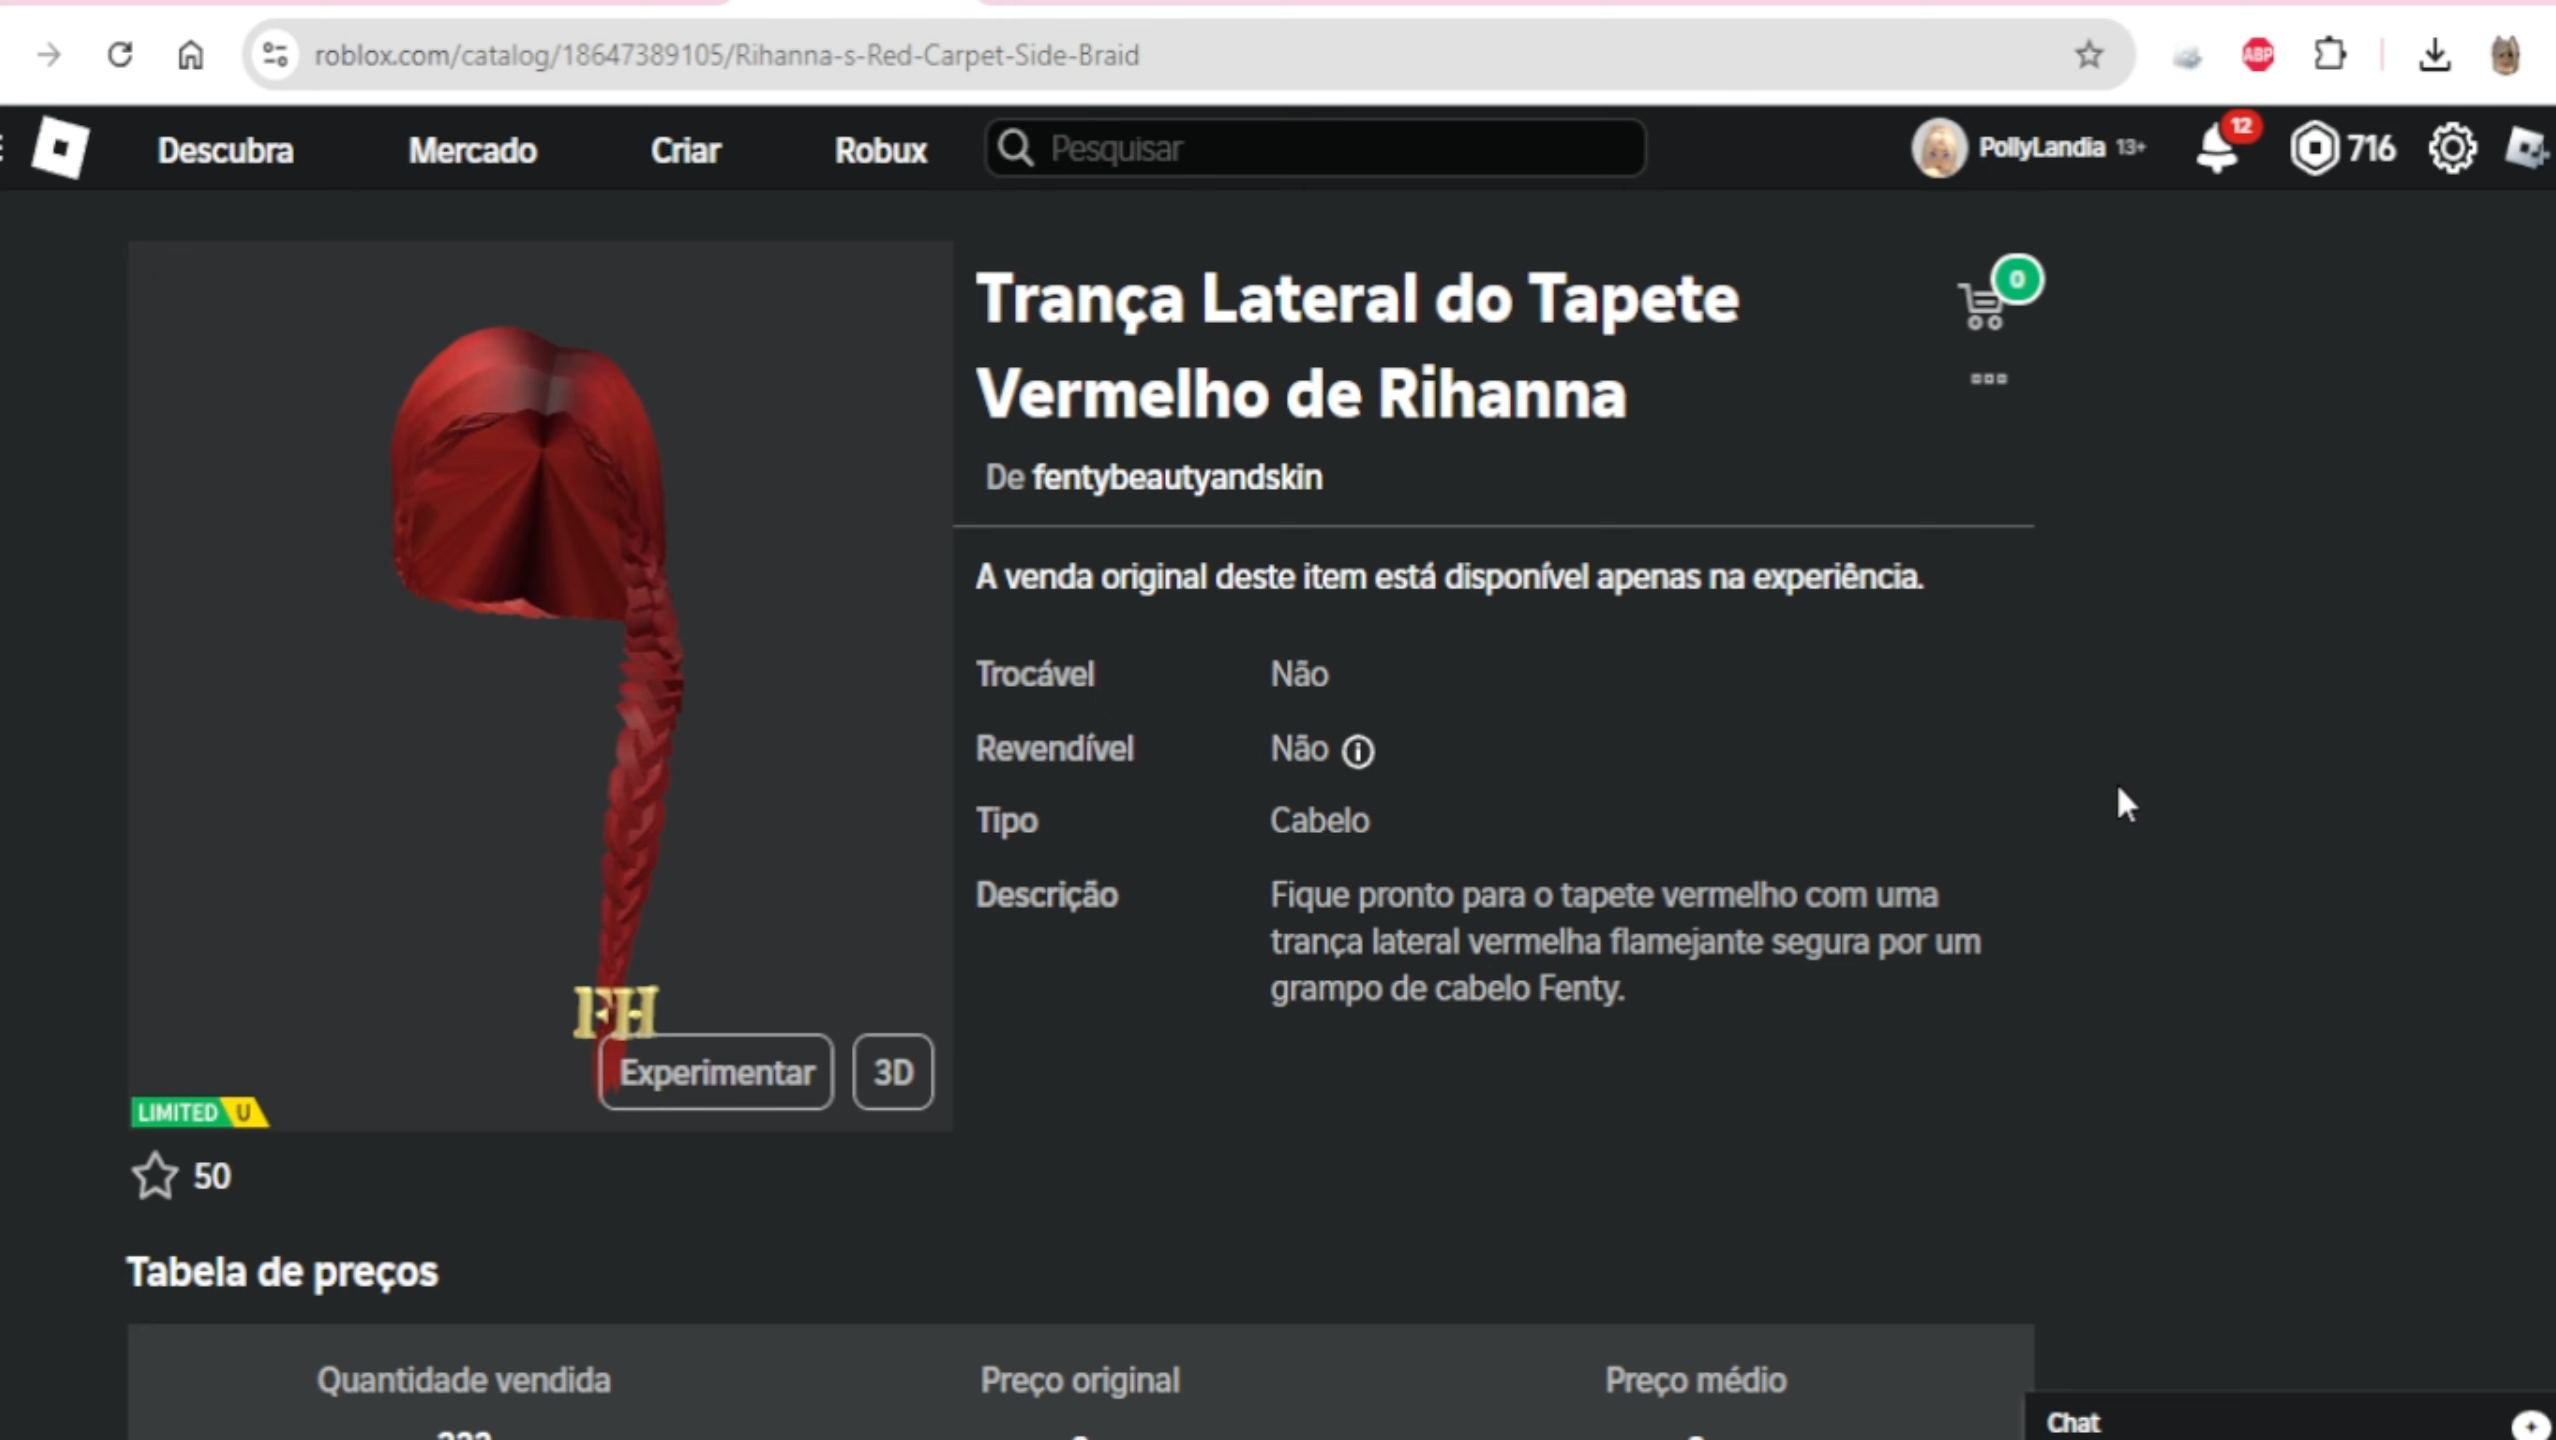 roblox.com/catalog/18647389105/Rihanna-s-Red-Carpet-Side-Braid
ABP
Descubra
Mercado
Criar
Robux
Pesquisar
PollyLandia 13+
12
716
Trança Lateral do Tapete
Vermelho de Rihanna
0
De fentybeautyandskin
A venda original deste item está disponível apenas na experiência.
Trocável
Não
Revendível
Não
Tipo
Cabelo
Descrição
Fique pronto para o tapete vermelho com uma
trança lateral vermelha flamejante segura por um
grampo de cabelo Fenty.
FH
Experimentar
3D
LIMITED U
50
Tabela de preços
Quantidade vendida
Preço original
Preço médio
Chat